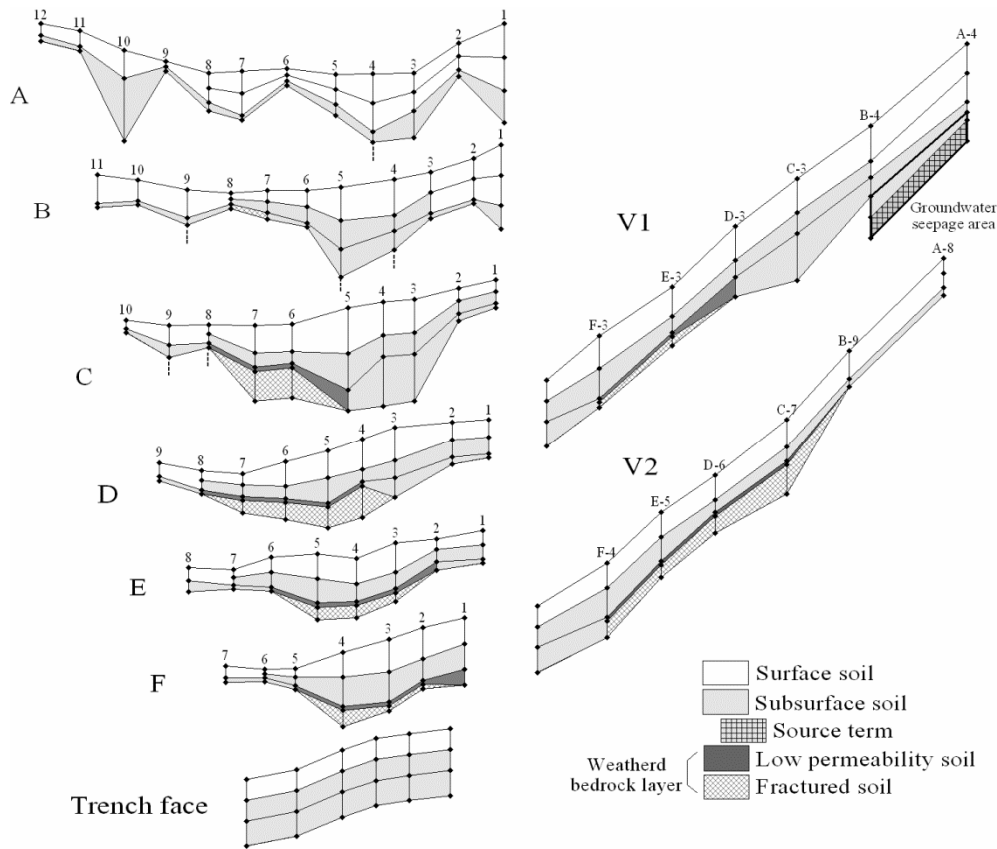 A
12 11 10 9 8 7 6 5 4 3 2 1
B
11 10 9 8 7 6 5 4 3 2 1
C
10 9 8 7 6 5 4 3 2 1
D
9 8 7 6 5 4 3 2 1
E
8 7 6 5 4 3 2 1
F
7 6 5 4 3 2 1
Trench face
V1
A-4
B-4
C-3
D-3
E-3
F-3
Groundwater
seepage area
V2
A-8
B-9
C-7
D-6
E-5
F-4
Surface soil
Subsurface soil
Source term
Weatherd
bedrock layer
Low permeability soil
Fractured soil